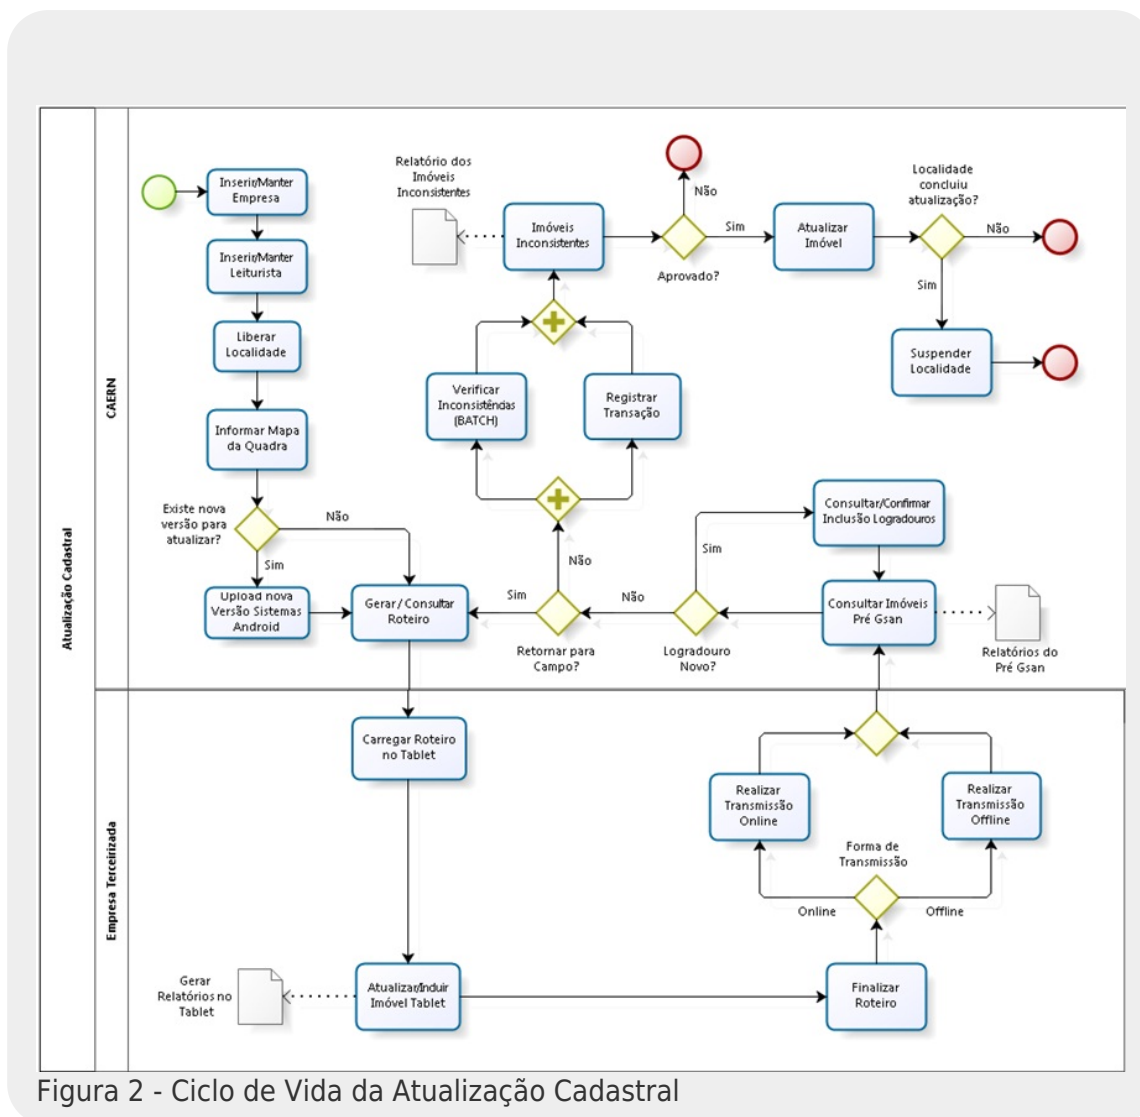 Atualização Cadastral
CAERN
Inserir/Manter
Empresa
Inserir/Manter
Leiturista
Liberar
Localidade
Informar Mapa
da Quadra
Existe nova
versão para
atualizar?
Não
Sim
Upload nova
Versão Sistemas
Android
Gerar / Consultar
Roteiro
Relatório dos
Imóveis
Inconsistentes
Imóveis
Inconsistentes
Não
Sim
Aprovado?
Atualizar
Imóvel
Localidade
concluiu
atualização?
Não
Sim
Suspender
Localidade
Verificar
Inconsistências
(BATCH)
Registrar
Transação
Não
Sim
Retornar para
Campo?
Não
Sim
Logradouro
Novo?
Consultar/Confirmar
Inclusão Logradouros
Consultar Imóveis
Pré Gsan
Relatórios do
Pré Gsan
Empresa Terceirizada
Carregar Roteiro
no Tablet
Realizar
Transmissão
Online
Realizar
Transmissão
Offline
Forma de
Transmissão
Online
Offline
Gerar
Relatórios no
Tablet
Atualizar/Incluir
Imóvel Tablet
Finalizar
Roteiro
Figura 2 - Ciclo de Vida da Atualização Cadastral